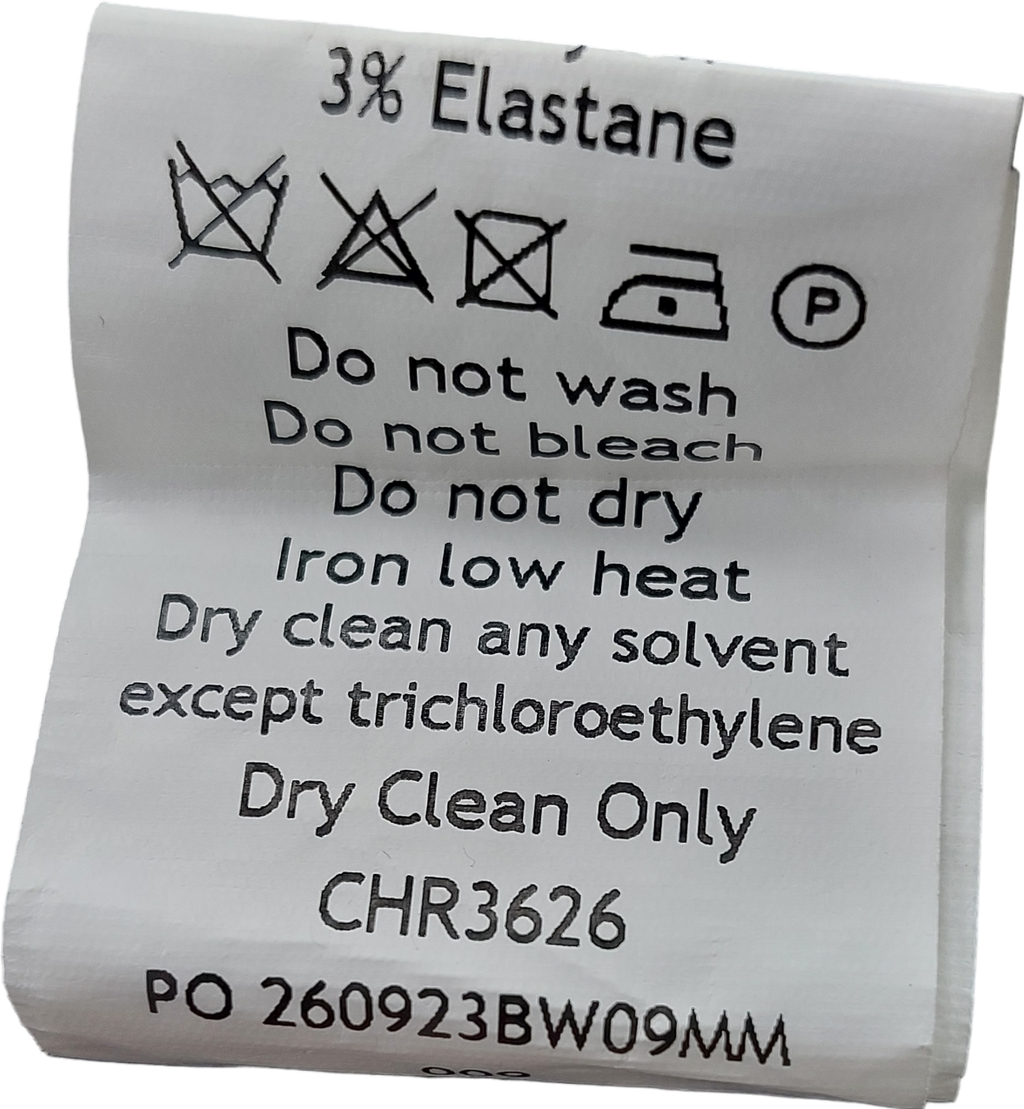 3% Elastane
P
Do not wash
Do not bleach
Do not dry
Iron low heat
Dry clean any solvent
except trichloroethylene
Dry Clean Only
CHR3626
PO 260923BW09MM